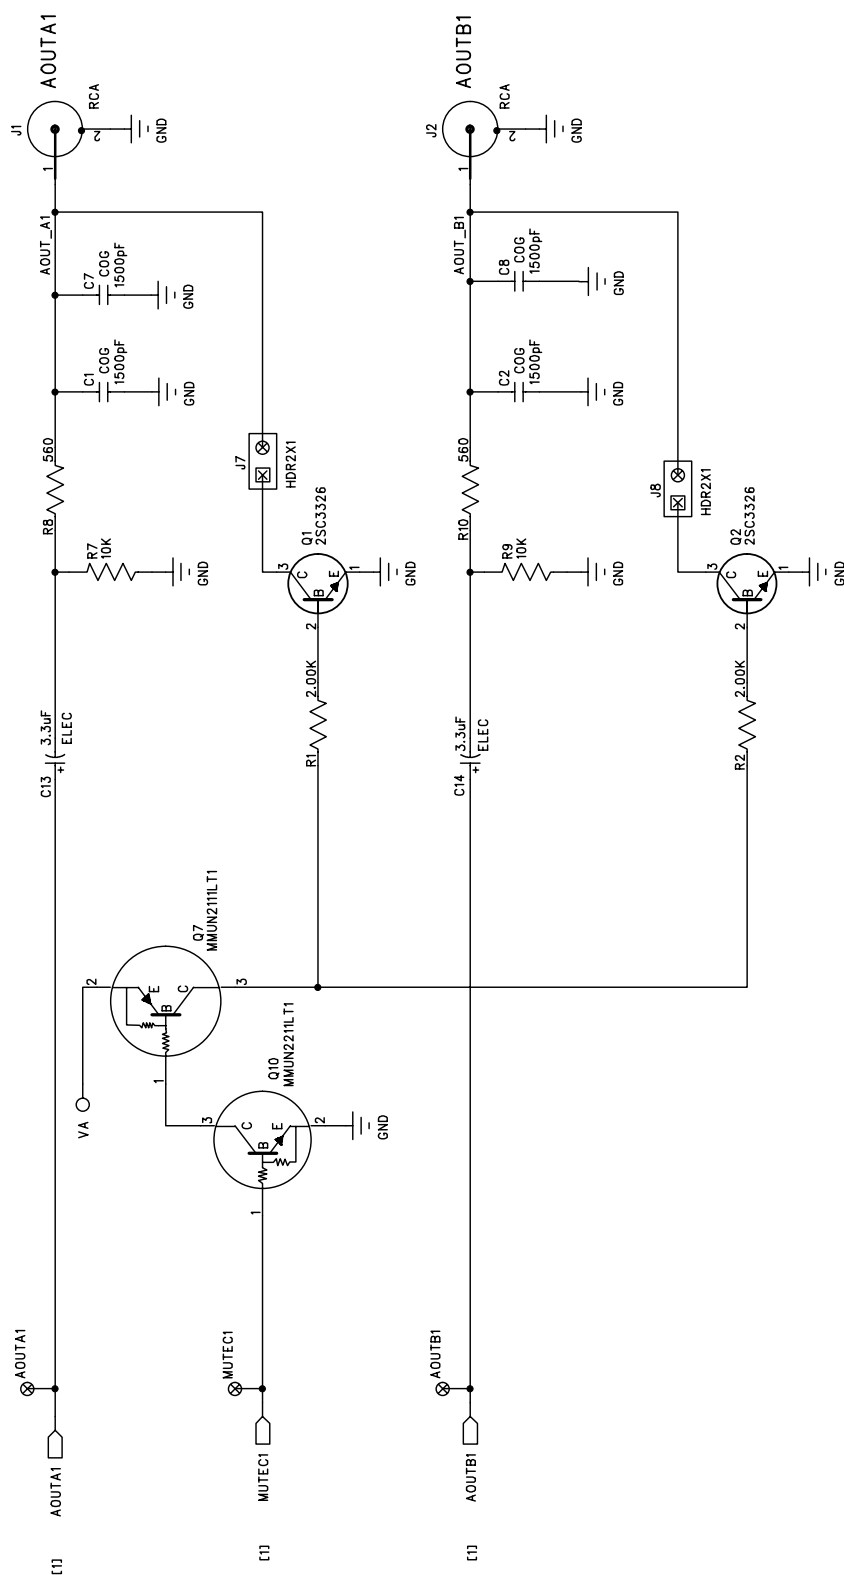 AOUTA1
J1
RCA
1
2
GND
AOUT_A1
C7
COG
1500pF
GND
C1
COG
1500pF
GND
R8
560
R7
10K
GND
J7
HDR2X1
Q1
2SC3326
3
C
B
E
2
1
GND
C13
3.3uF
ELEC
+
R1
2.00K
Q7
MMUN2111LT1
2
E
B
C
3
1
VA
Q10
MMUN2211LT1
3
C
B
E
2
1
GND
AOUTA1
AOUTA1
[1]
MUTEC1
MUTEC1
[1]
AOUTB1
J2
RCA
1
2
GND
AOUT_B1
C8
COG
1500pF
GND
C2
COG
1500pF
GND
R10
560
R9
10K
GND
J8
HDR2X1
Q2
2SC3326
3
C
B
E
2
1
GND
C14
3.3uF
ELEC
+
R2
2.00K
AOUTB1
AOUTB1
[1]